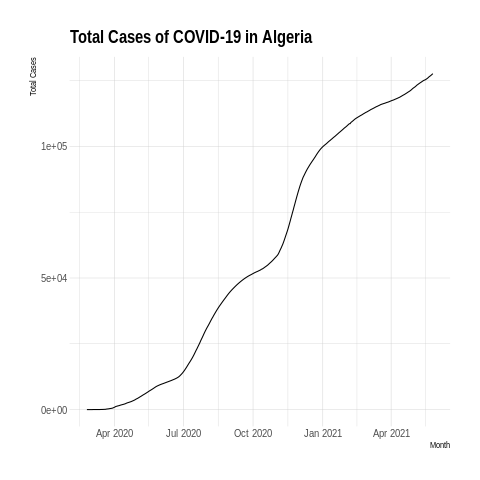 Total Cases of COVID-19 in Algeria
Total Cases
1e+05
5e+04
0e+00
Apr 2020 Jul 2020 Oct 2020 Jan 2021 Apr 2021
Month